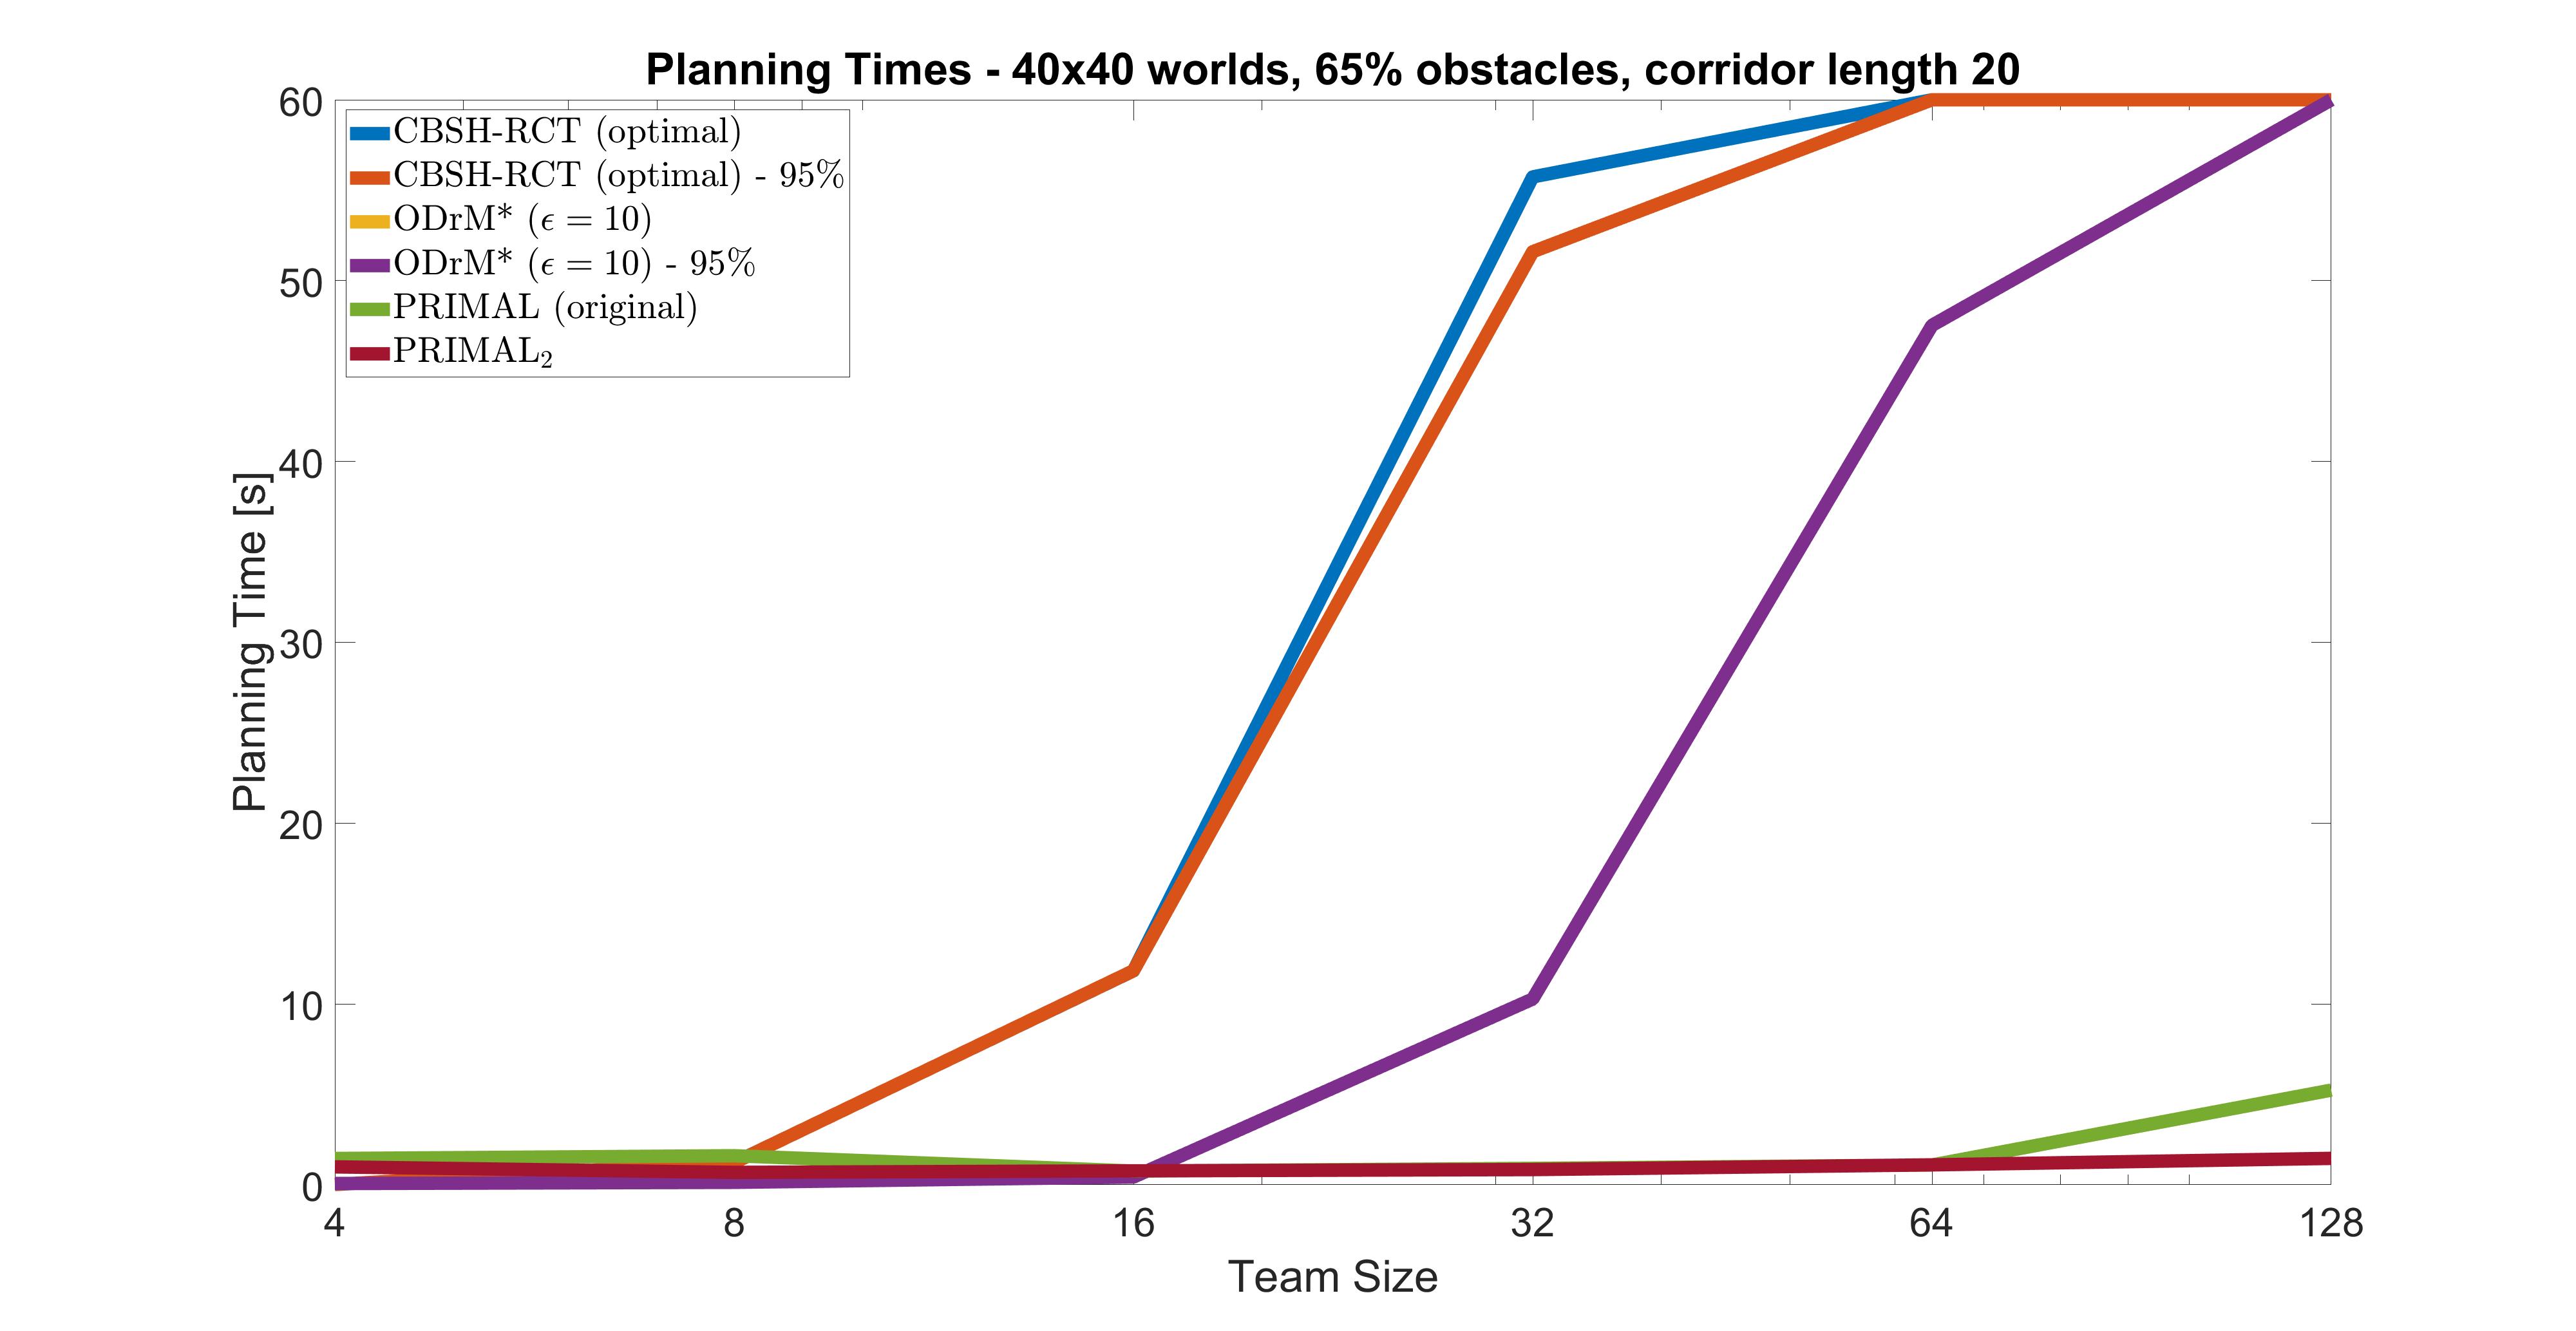 Planning Times - 40x40 worlds, 65% obstacles, corridor length 20
60
50
40
30
20
10
0
Planning Time [s]
CBSH-RCT (optimal)
CBSH-RCT (optimal) - 95%
ODrM* (ϵ = 10)
ODrM* (ϵ = 10) - 95%
PRIMAL (original)
PRIMAL₂
4 8 16 32 64 128
Team Size